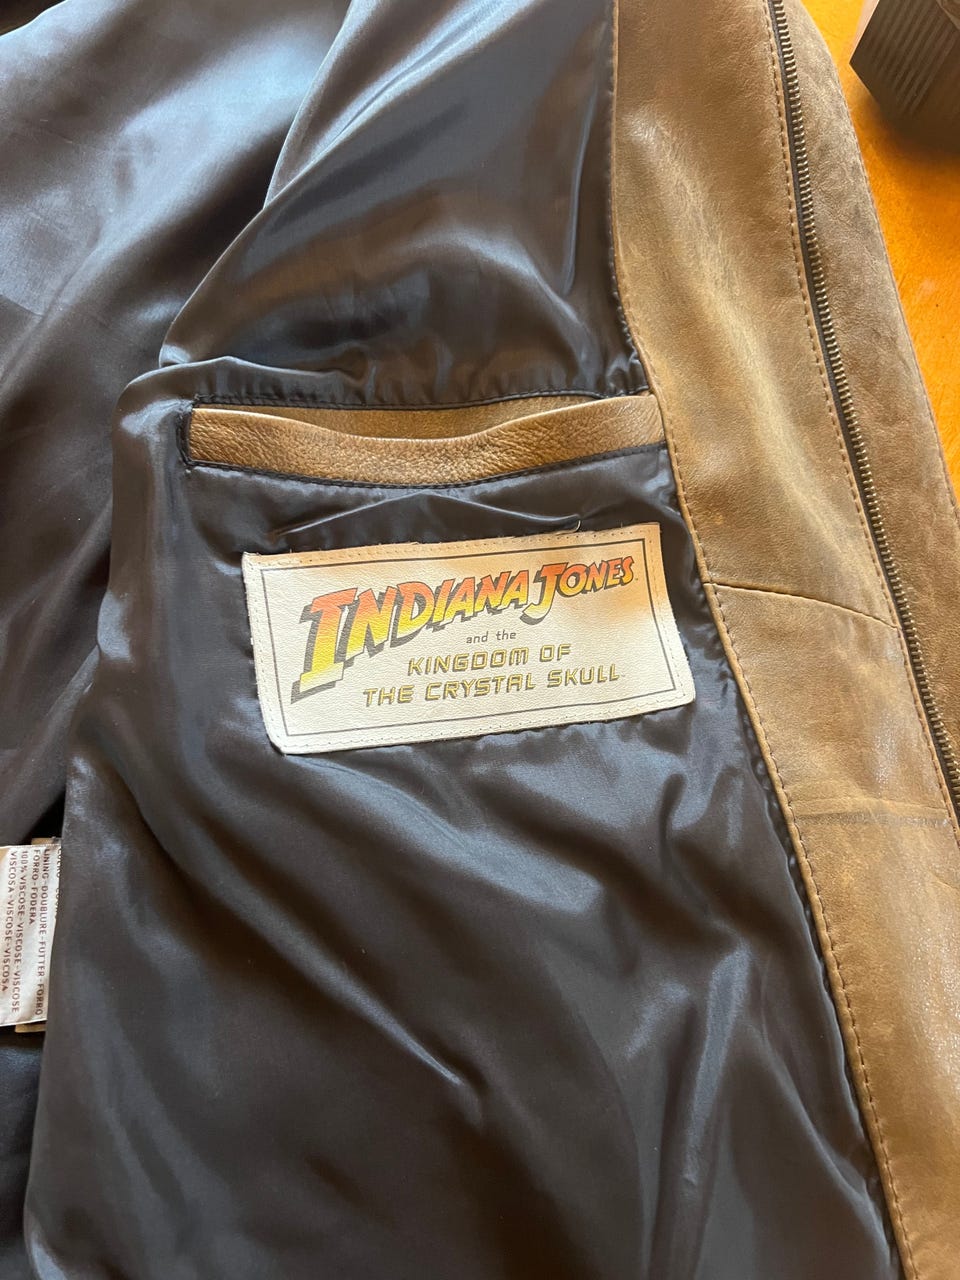 INDIANA JONES
and the
KINGDOM OF
THE CRYSTAL SKULL
LINING-DOUBLURE-FUTTER-FORRO
FORRO-FODERA
100% VISCOSE-VISCOSE-VISCOSE
VISCOSA-VISCOSE-VISCOSA